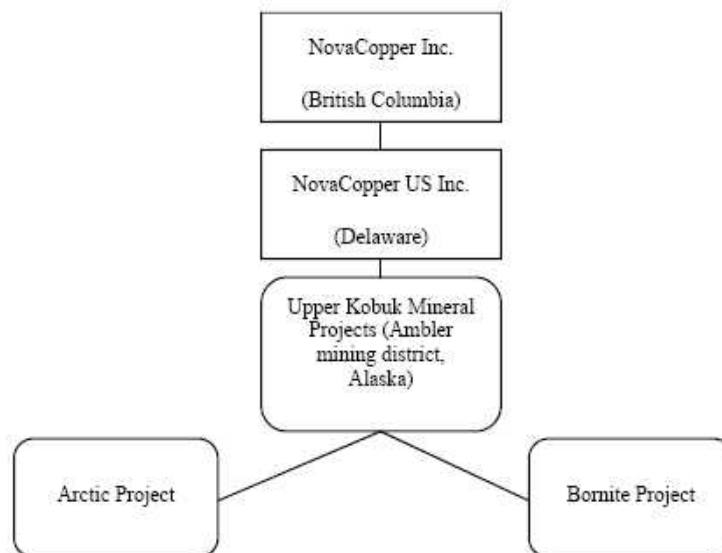 NovaCopper Inc.
(British Columbia)
NovaCopper US Inc.
(Delaware)
Upper Kobuk Mineral
Projects (Ambler
mining district,
Alaska)
Arctic Project
Bornite Project